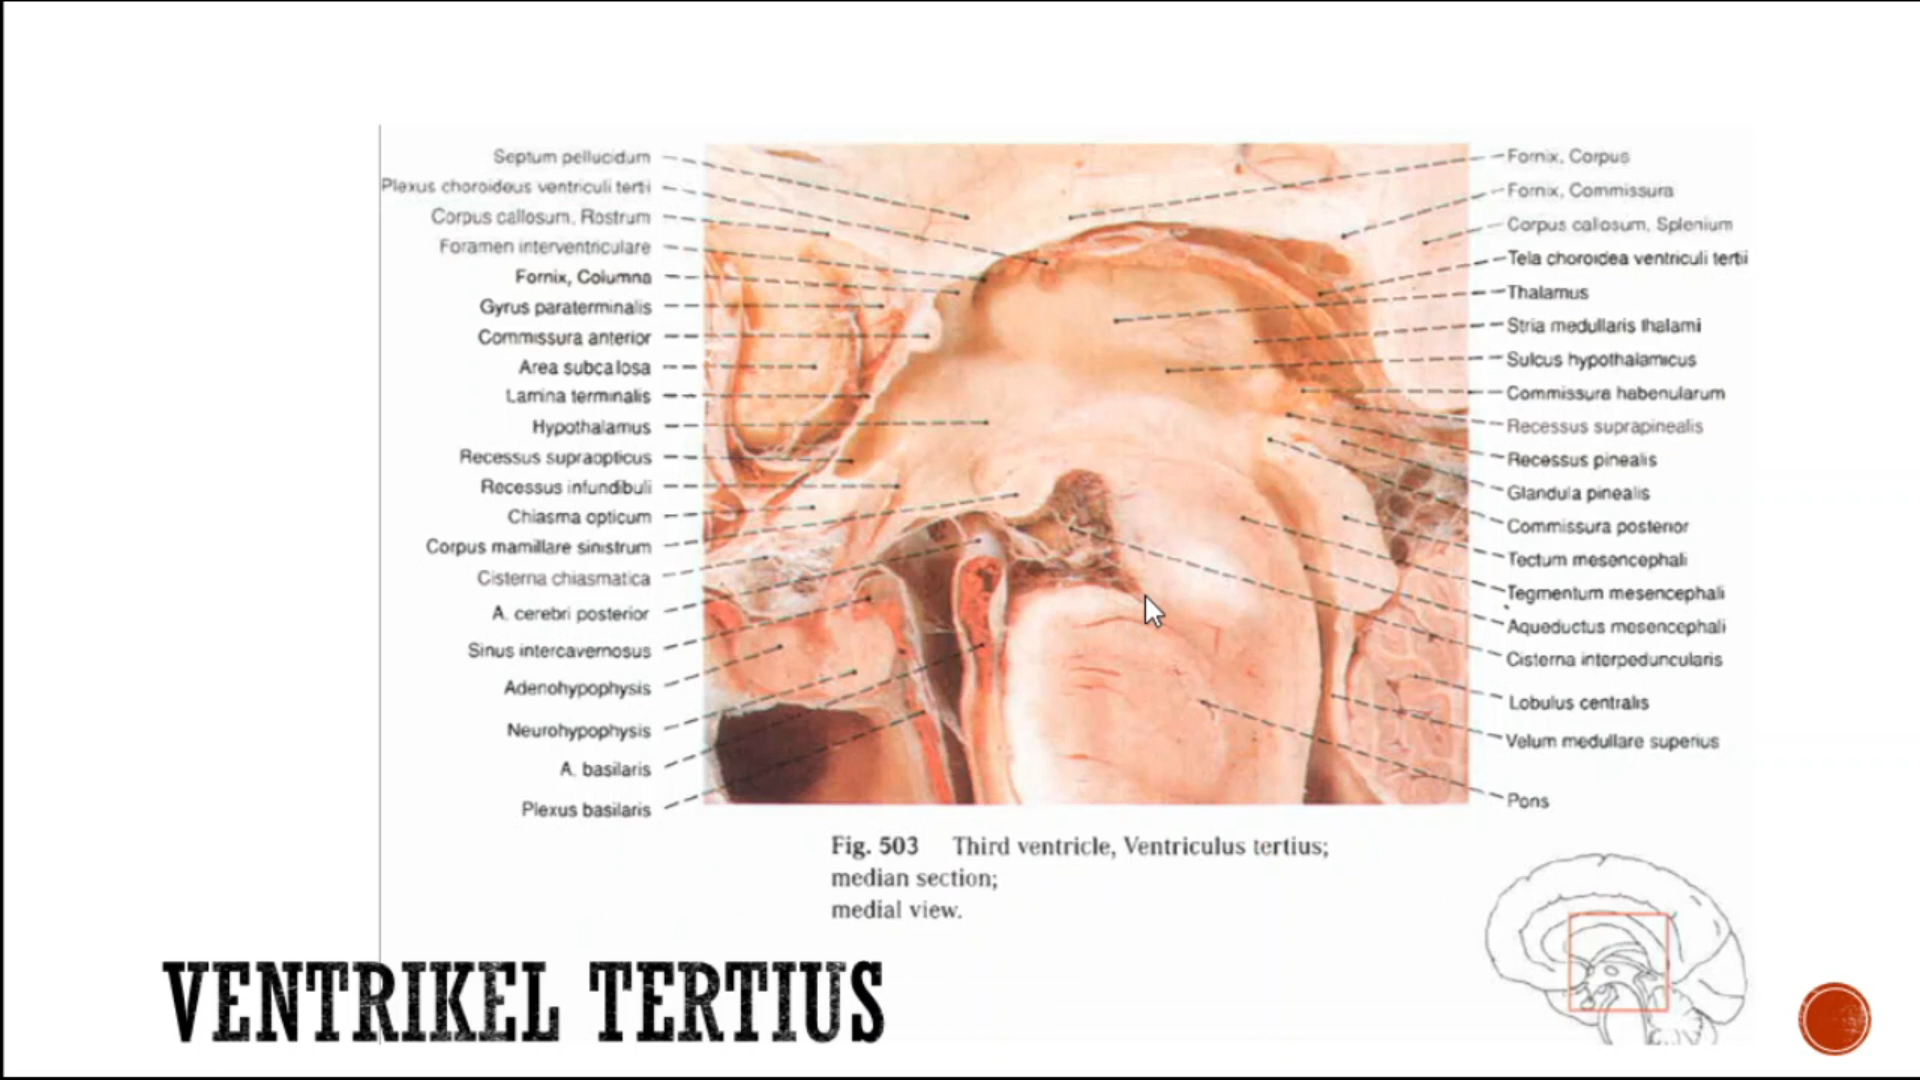 Septum pellucidum
Plexus choroideus ventriculi tertii
Corpus callosum, Rostrum
Foramen interventriculare
Fornix, Columna
Gyrus paraterminalis
Commissura anterior
Area subcalosa
Lamina terminalis
Hypothalamus
Recessus supraopticus
Recessus infundibuli
Chiasma opticum
Corpus mamillare sinistrum
Cisterna chiasmatica
A. cerebri posterior
Sinus intercavernosus
Adenohypophysis
Neurohypophysis
A. basilaris
Plexus basilaris
Fornix, Corpus
Fornix, Commissura
Corpus callosum, Splenium
Tela choroidea ventriculi tertii
Thalamus
Stria medullaris thalami
Sulcus hypothalamicus
Commissura habenularum
Recessus suprapinealis
Recessus pinealis
Glandula pinealis
Commissura posterior
Tectum mesencephali
Tegmentum mesencephali
Aqueductus mesencephali
Cisterna interpeduncularis
Lobulus centralis
Velum medullare superius
Pons
Fig. 503 Third ventricle, Ventriculus tertius;
median section;
medial view.
VENTRIKEL TERTIUS